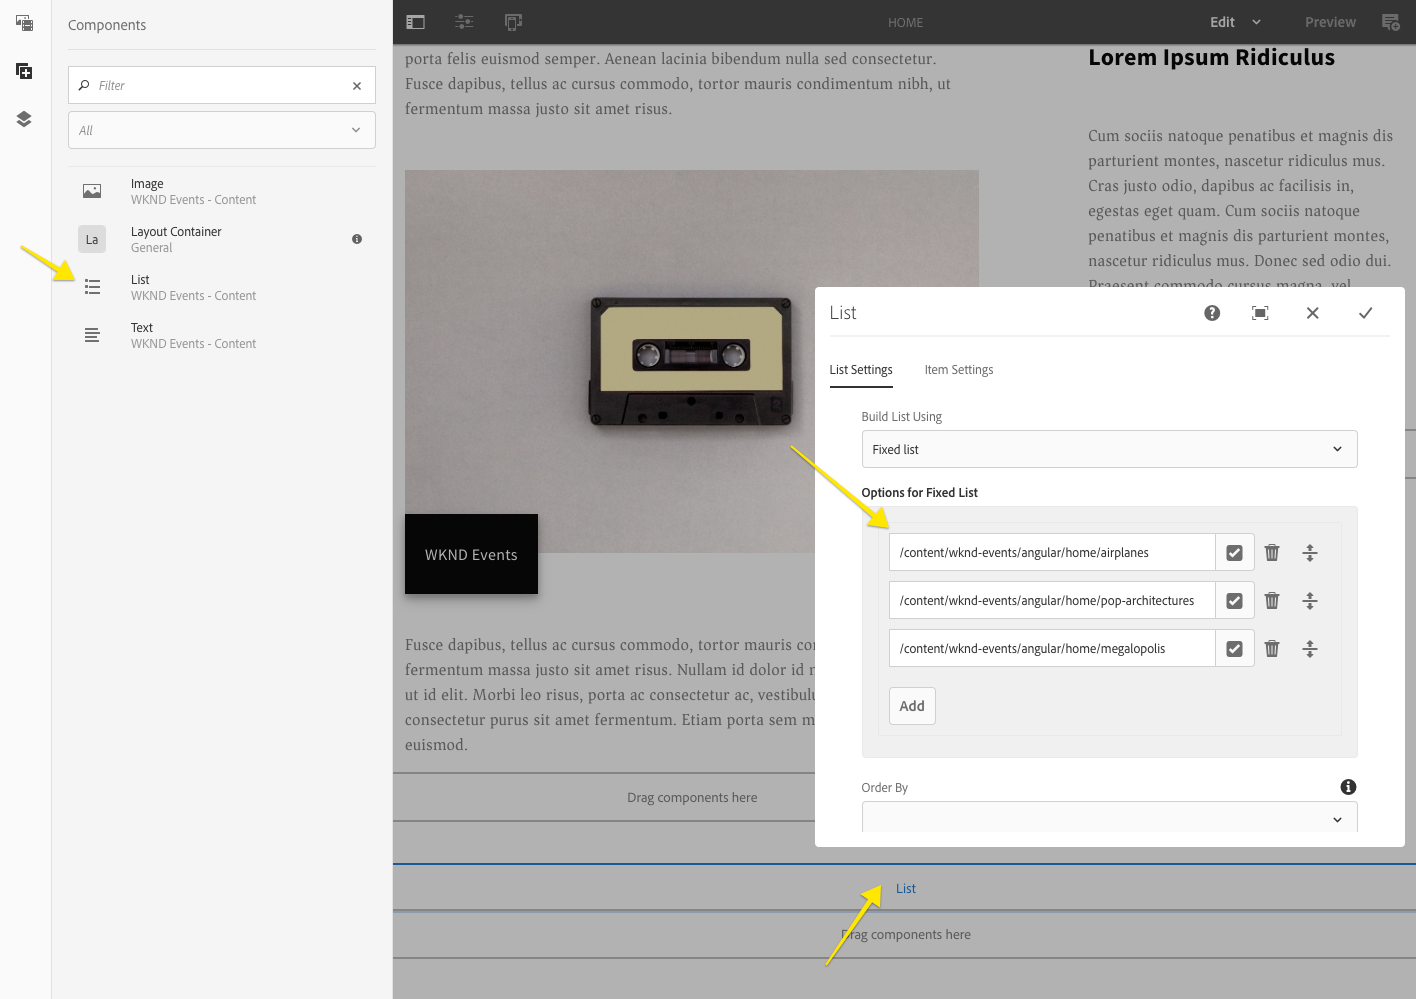 Components
Filter
All
Image
WKND Events - Content
La
Layout Container
General
List
WKND Events - Content
Text
WKND Events - Content
HOME
Edit
Preview
porta felis euismod semper. Aenean lacinia bibendum nulla sed consectetur.
Fusce dapibus, tellus ac cursus commodo, tortor mauris condimentum nibh, ut
fermentum massa justo sit amet risus.
WKND Events
Fusce dapibus, tellus ac cursus commodo, tortor mauris
fermentum massa justo sit amet risus. Nullam id dolor id
ut id elit. Morbi leo risus, porta ac consectetur ac,
consectetur purus sit amet fermentum. Etiam porta sem
euismod.
Lorem Ipsum Ridiculus
Cum sociis natoque penatibus et magnis dis
parturient montes, nascetur ridiculus mus.
Cras justo odio, dapibus ac facilisis in,
egestas eget quam. Cum sociis natoque
penatibus et magnis dis parturient montes,
nascetur ridiculus mus. Donec sed odio dui.
Praesent commodo cursus magna, vel
List
List Settings
Item Settings
Build List Using
Fixed list
Options for Fixed List
/content/wknd-events/angular/home/airplanes
/content/wknd-events/angular/home/pop-architectures
/content/wknd-events/angular/home/megalopolis
Add
Order By
Drag components here
List
Drag components here